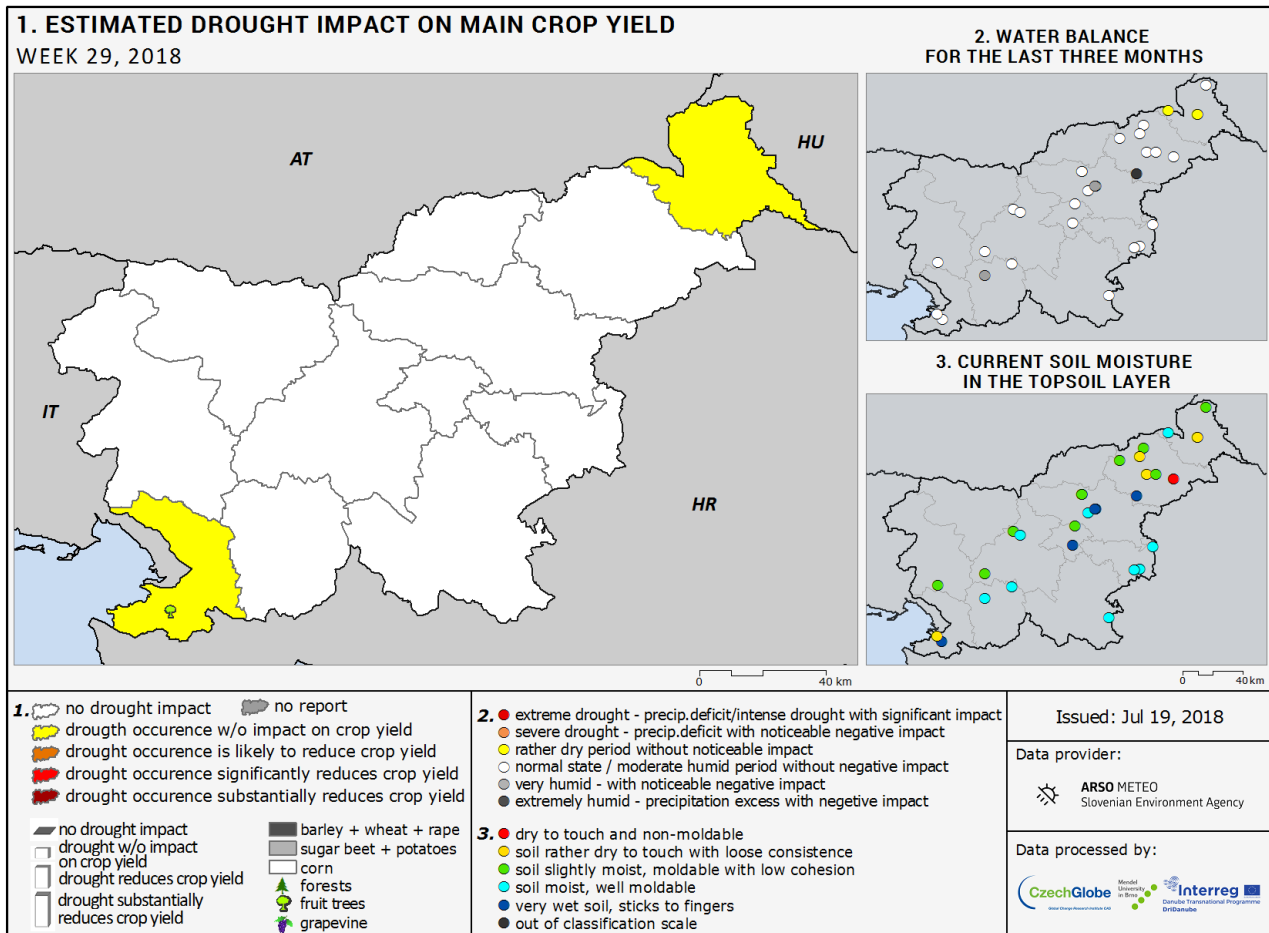 1. ESTIMATED DROUGHT IMPACT ON MAIN CROP YIELD
WEEK 29, 2018
AT
HU
IT
HR
0
40 km
2. WATER BALANCE
FOR THE LAST THREE MONTHS
3. CURRENT SOIL MOISTURE
IN THE TOPSOIL LAYER
0
40 km
1.
no drought impact
no report
drougth occurence w/o impact on crop yield
drought occurence is likely to reduce crop yield
drought occurence significantly reduces crop yield
drought occurence substantially reduces crop yield
no drought impact
drought w/o impact
on crop yield
drought reduces crop yield
drought substantially
reduces crop yield
barley + wheat + rape
sugar beet + potatoes
corn
forests
fruit trees
grapevine
2.
extreme drought - precip.deficit/intense drought with significant impact
severe drought - precip.deficit with noticeable negative impact
rather dry period without noticeable impact
normal state / moderate humid period without negative impact
very humid - with noticeable negative impact
extremely humid - precipitation excess with negetive impact
3.
dry to touch and non-moldable
soil rather dry to touch with loose consistence
soil slightly moist, moldable with low cohesion
soil moist, well moldable
very wet soil, sticks to fingers
out of classification scale
Issued: Jul 19, 2018
Data provider:
ARSO METEO
Slovenian Environment Agency
Data processed by:
CzechGlobe
Global Change Research Institute CAS
Mendel
University
in Brno
Interreg
Danube Transnational Programme
DriDanube